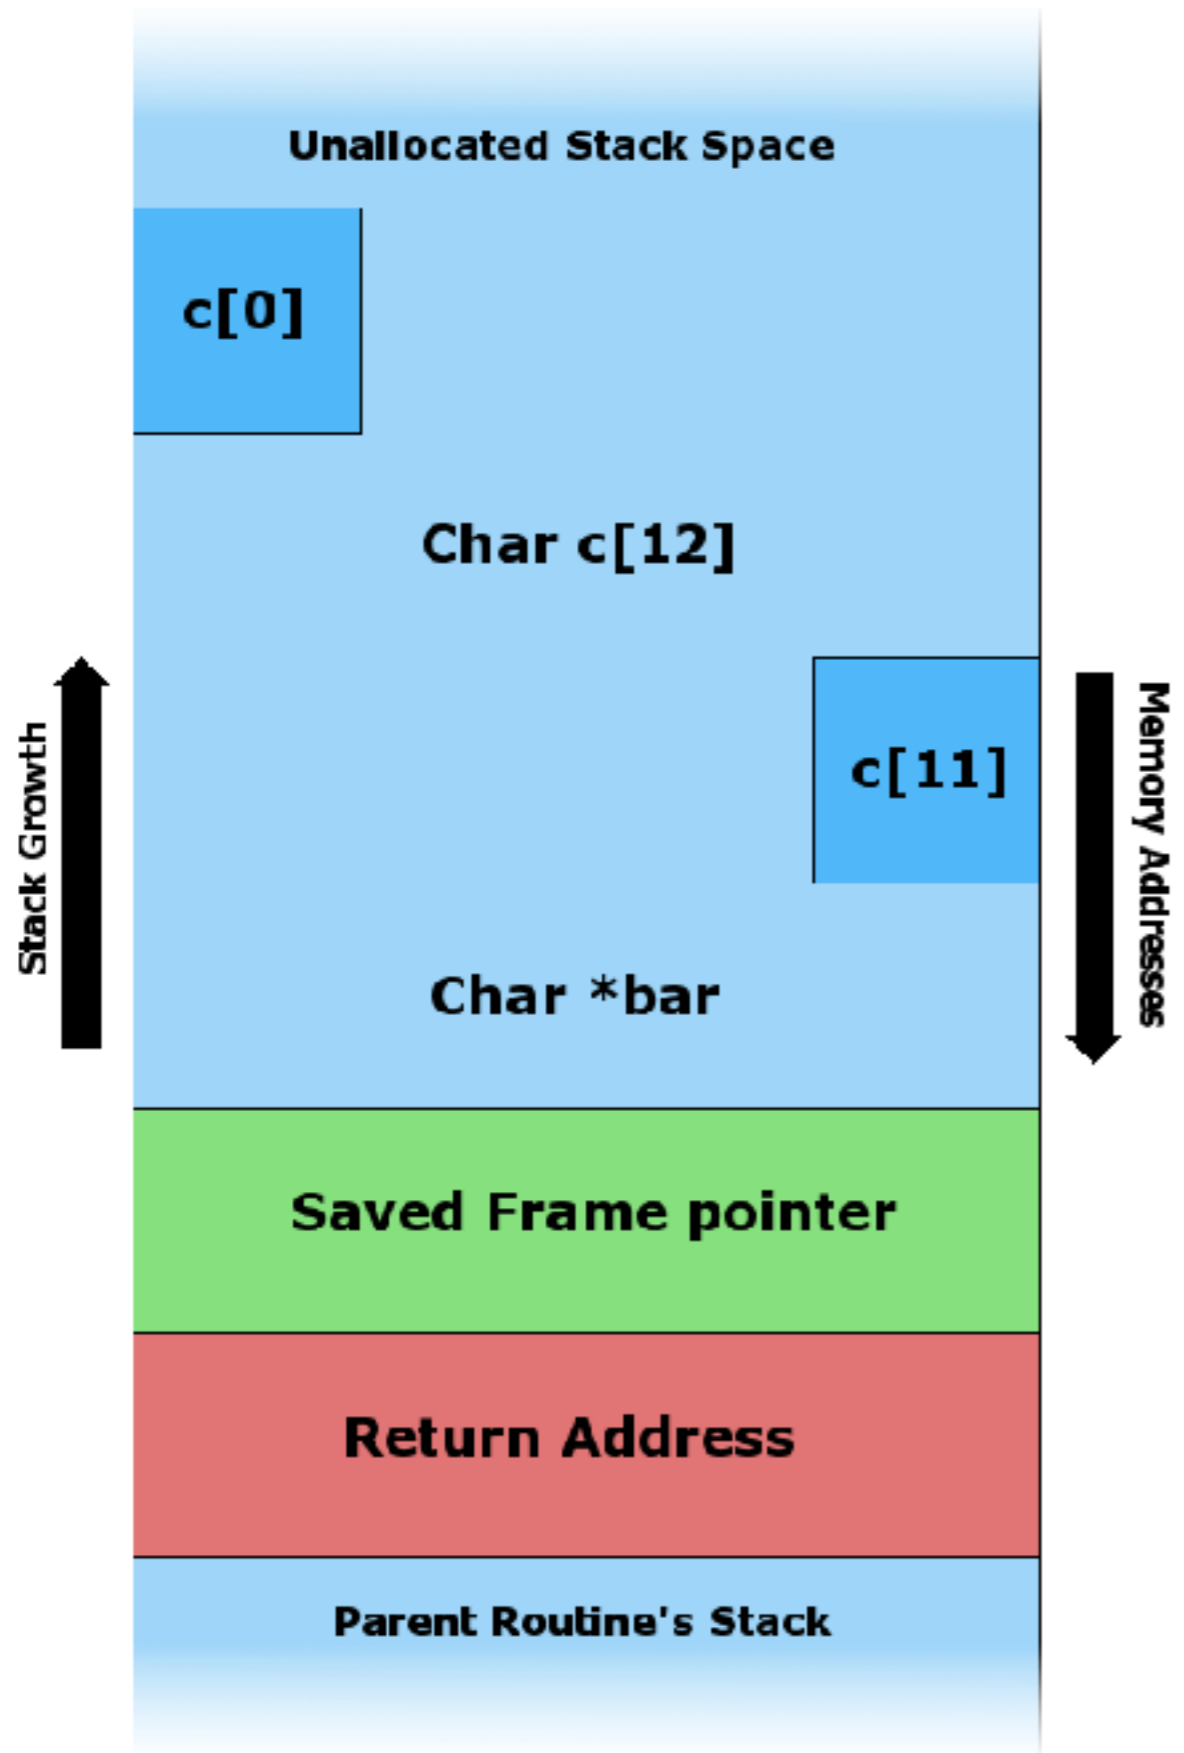 Unallocated Stack Space
c[0]
Char c[12]
Stack Growth
c[11]
Memory Addresses
Char *bar
Saved Frame pointer
Return Address
Parent Routine's Stack